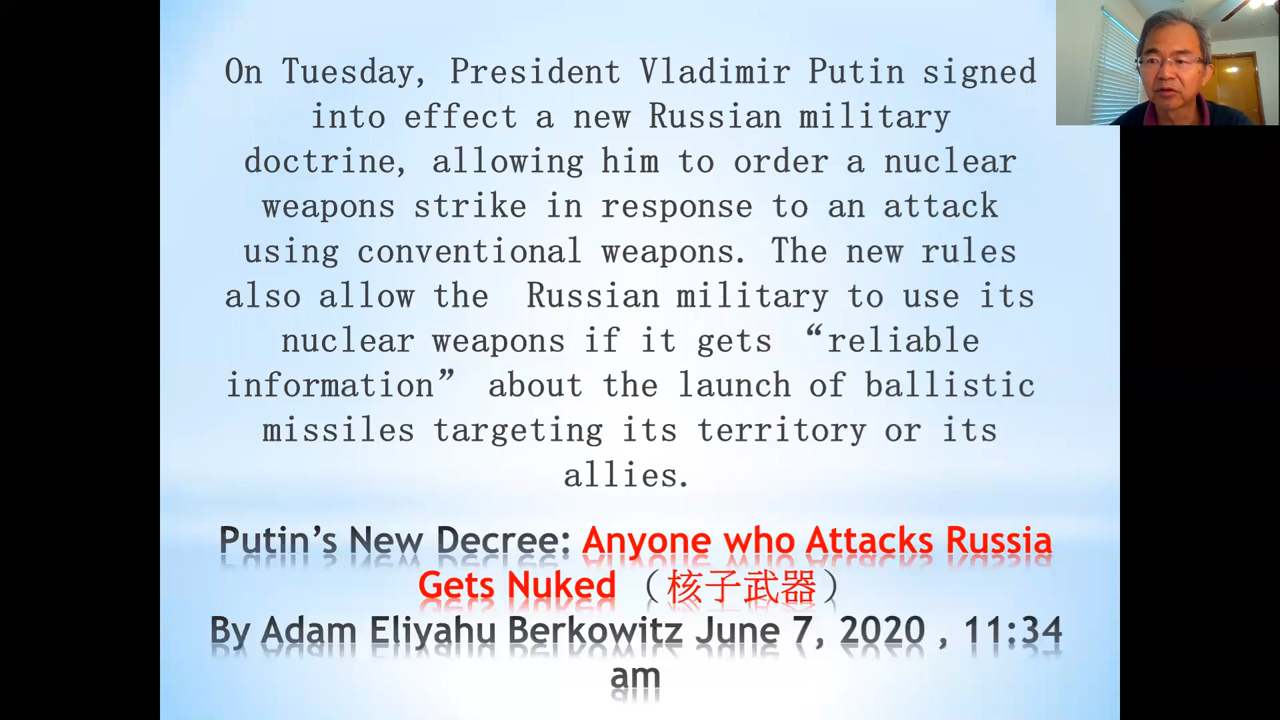 On Tuesday, President Vladimir Putin signed
into effect a new Russian military
doctrine, allowing him to order a nuclear
weapons strike in response to an attack
using conventional weapons. The new rules
also allow the  Russian military to use its
nuclear weapons if it gets “reliable
information” about the launch of ballistic
missiles targeting its territory or its
allies.
Putin’s New Decree: Anyone who Attacks Russia
Gets Nuked （核子武器）
By Adam Eliyahu Berkowitz June 7, 2020 , 11:34
am